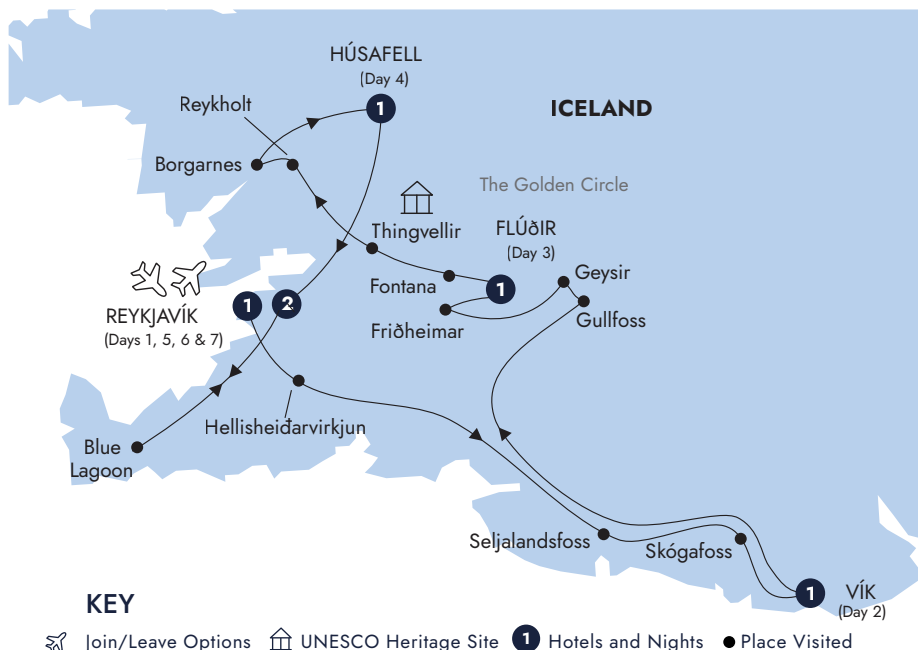 HÚSAFELL
(Day 4)
1
Reykholt
ICELAND
Borgarnes
The Golden Circle
Thingvellir
FLÚðIR
(Day 3)
Fontana
1
Geysir
Friðheimar
Gullfoss
1
2
REYKJAVÍK
(Days 1, 5, 6 & 7)
Hellisheiðarvirkjun
Blue
Lagoon
Seljalandsfoss
Skógafoss
1
VÍK
(Day 2)
KEY
Join/Leave Options UNESCO Heritage Site 1 Hotels and Nights Place Visited